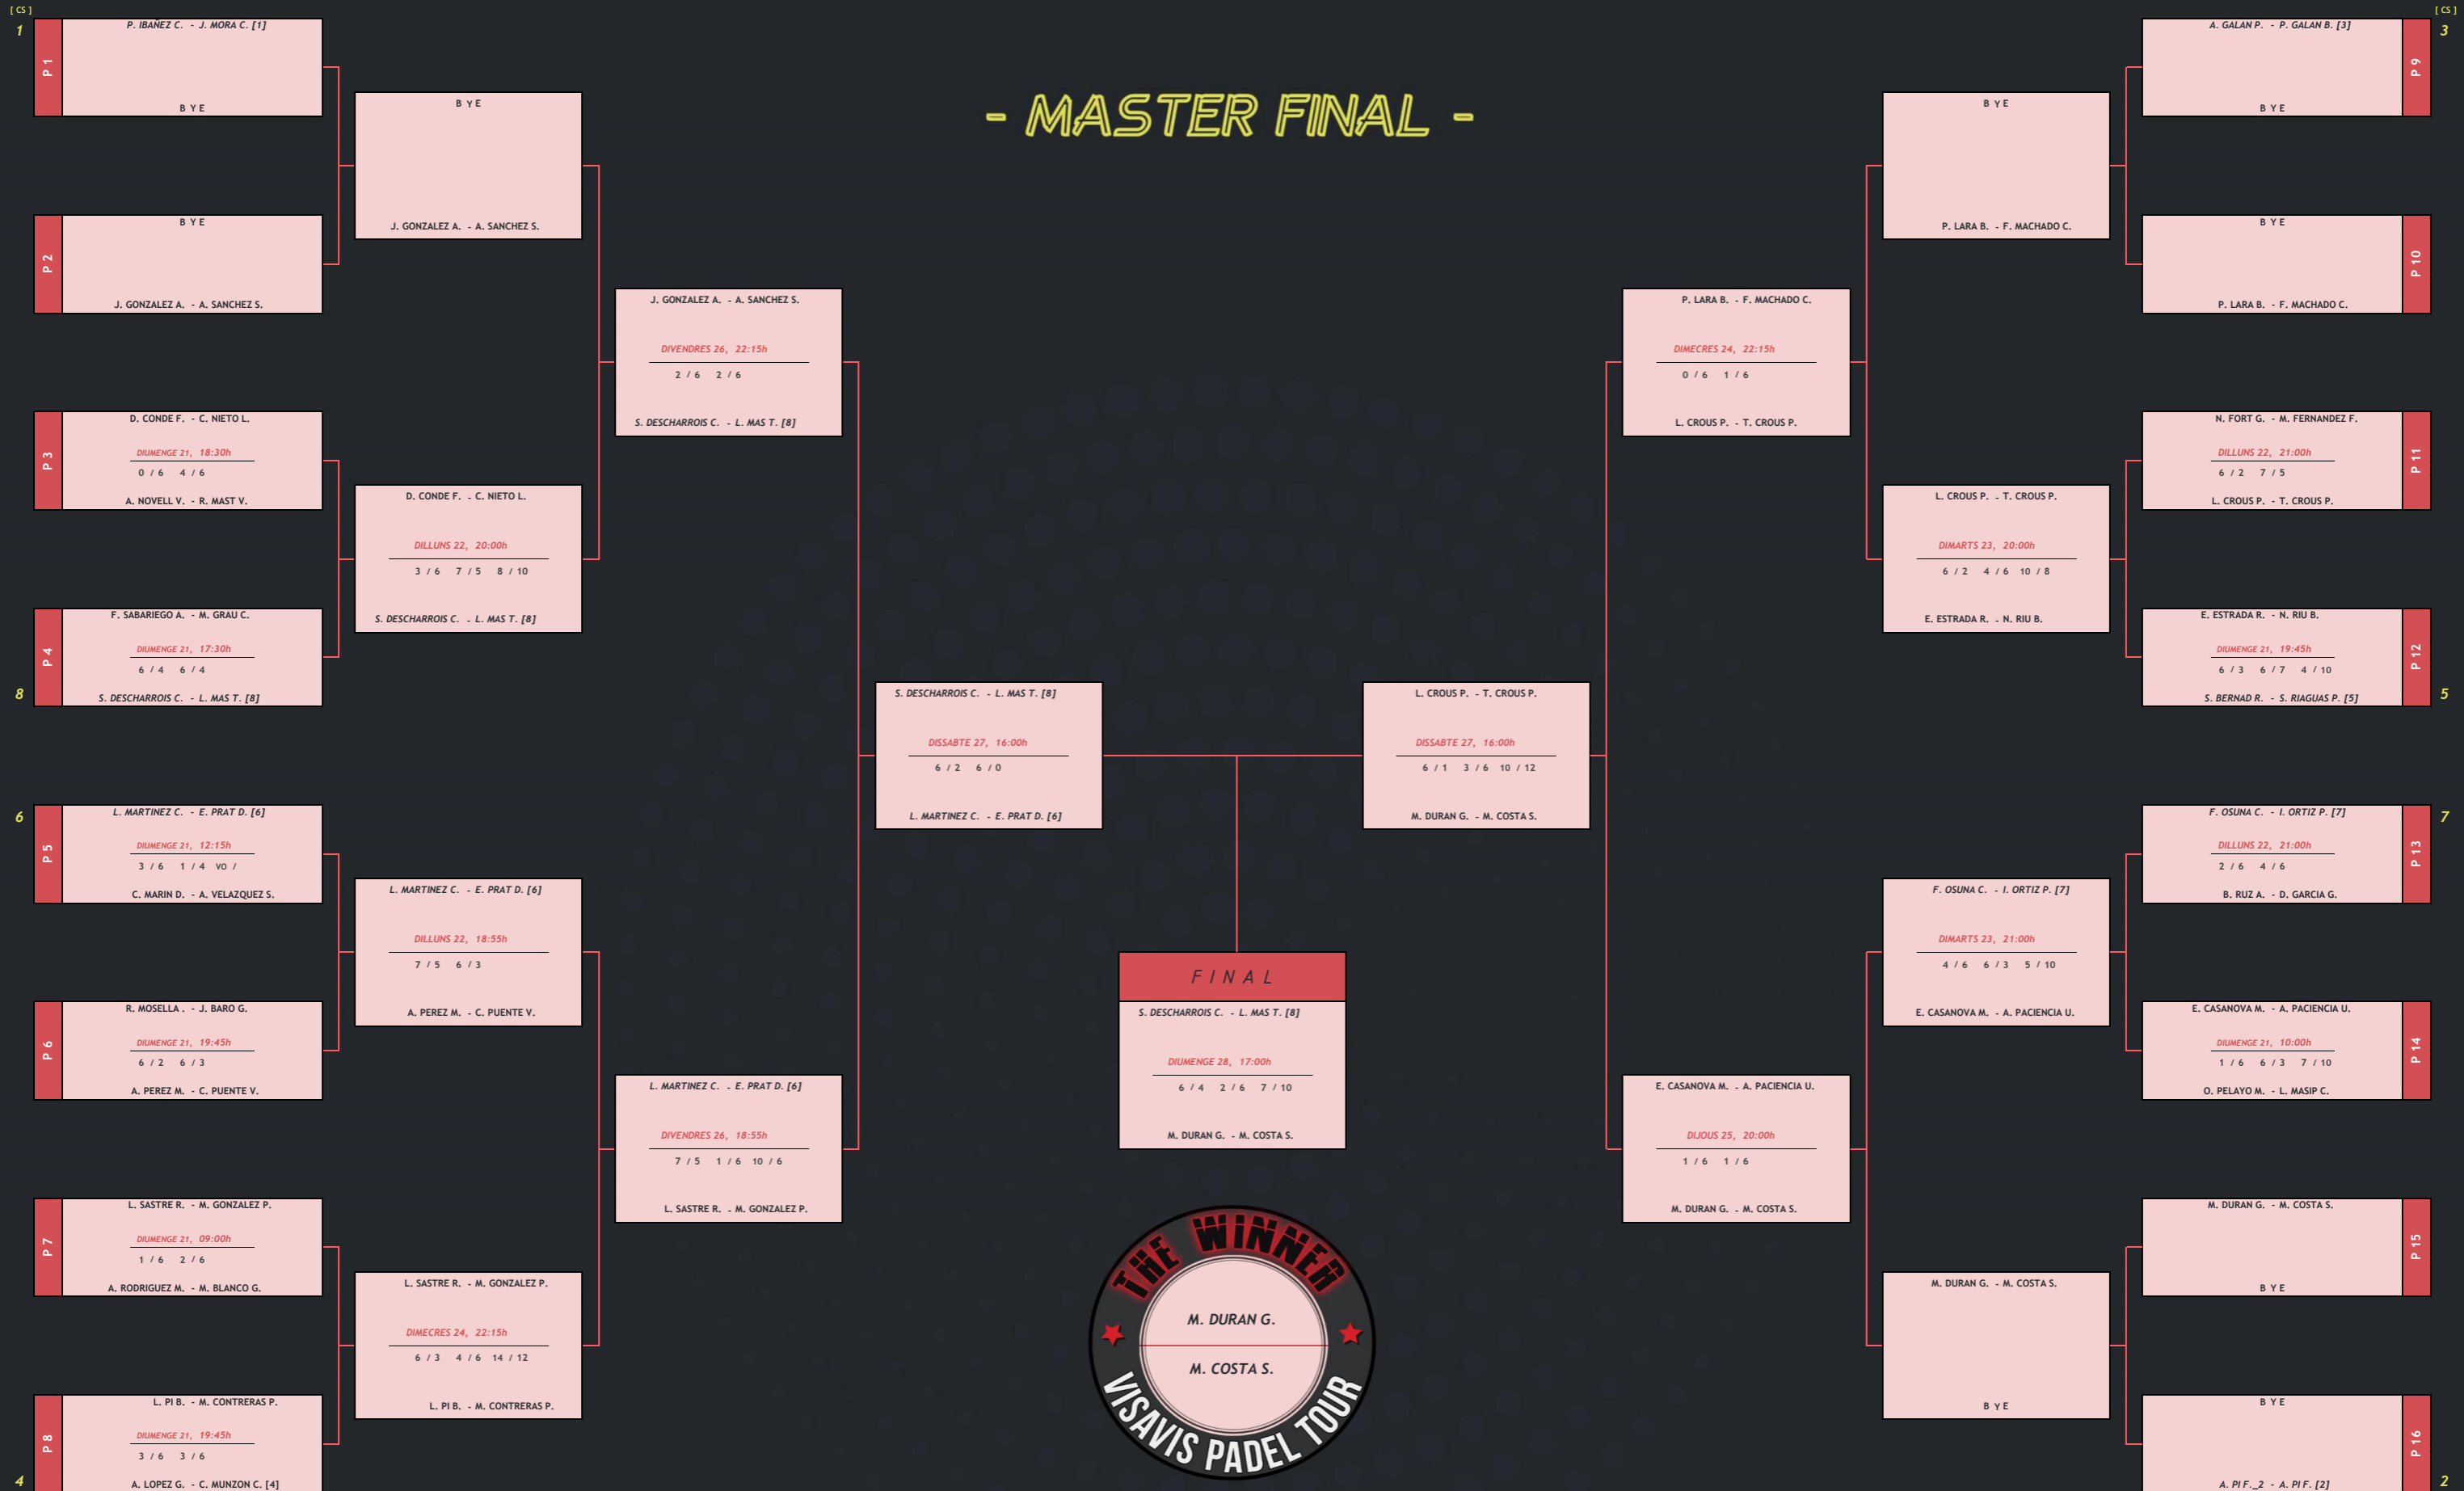 [ CS ]
1
P 1
P. IBAÑEZ C. - J. MORA C. [1]
B Y E
P 2
B Y E
J. GONZALEZ A. - A. SANCHEZ S.
P 3
D. CONDE F. - C. NIETO L.
DIUMENGE 21, 18:30h
0 / 6 4 / 6
A. NOVELL V. - R. MAST V.
P 4
F. SABARIEGO A. - M. GRAU C.
DIUMENGE 21, 17:30h
6 / 4 6 / 4
S. DESCHARROIS C. - L. MAS T. [8]
8
6
P 5
L. MARTINEZ C. - E. PRAT D. [6]
DIUMENGE 21, 12:15h
3 / 6 1 / 4 VO /
C. MARIN D. - A. VELAZQUEZ S.
P 6
R. MOSELLA . - J. BARO G.
DIUMENGE 21, 19:45h
6 / 2 6 / 3
A. PEREZ M. - C. PUENTE V.
P 7
L. SASTRE R. - M. GONZALEZ P.
DIUMENGE 21, 09:00h
1 / 6 2 / 6
A. RODRIGUEZ M. - M. BLANCO G.
P 8
L. PI B. - M. CONTRERAS P.
DIUMENGE 21, 19:45h
3 / 6 3 / 6
A. LOPEZ G. - C. MUNZON C. [4]
4
B Y E
J. GONZALEZ A. - A. SANCHEZ S.
D. CONDE F. - C. NIETO L.
DILLUNS 22, 20:00h
3 / 6 7 / 5 8 / 10
S. DESCHARROIS C. - L. MAS T. [8]
L. MARTINEZ C. - E. PRAT D. [6]
DILLUNS 22, 18:55h
7 / 5 6 / 3
A. PEREZ M. - C. PUENTE V.
L. SASTRE R. - M. GONZALEZ P.
DIMECRES 24, 22:15h
6 / 3 4 / 6 14 / 12
L. PI B. - M. CONTRERAS P.
J. GONZALEZ A. - A. SANCHEZ S.
DIVENDRES 26, 22:15h
2 / 6 2 / 6
S. DESCHARROIS C. - L. MAS T. [8]
L. MARTINEZ C. - E. PRAT D. [6]
DIVENDRES 26, 18:55h
7 / 5 1 / 6 10 / 6
L. SASTRE R. - M. GONZALEZ P.
S. DESCHARROIS C. - L. MAS T. [8]
DISSABTE 27, 16:00h
6 / 2 6 / 0
L. MARTINEZ C. - E. PRAT D. [6]
- MASTER FINAL -
FINAL
S. DESCHARROIS C. - L. MAS T. [8]
DIUMENGE 28, 17:00h
6 / 4 2 / 6 7 / 10
M. DURAN G. - M. COSTA S.
THE WINNER
M. DURAN G.
M. COSTA S.
VISAVIS PADEL TOUR
L. CROUS P. - T. CROUS P.
DISSABTE 27, 16:00h
6 / 1 3 / 6 10 / 12
M. DURAN G. - M. COSTA S.
P. LARA B. - F. MACHADO C.
DIMECRES 24, 22:15h
0 / 6 1 / 6
L. CROUS P. - T. CROUS P.
E. CASANOVA M. - A. PACIENCIA U.
DIJOUS 25, 20:00h
1 / 6 1 / 6
M. DURAN G. - M. COSTA S.
B Y E
P. LARA B. - F. MACHADO C.
L. CROUS P. - T. CROUS P.
DIMARTS 23, 20:00h
6 / 2 4 / 6 10 / 8
E. ESTRADA R. - N. RIU B.
F. OSUNA C. - I. ORTIZ P. [7]
DIMARTS 23, 21:00h
4 / 6 6 / 3 5 / 10
E. CASANOVA M. - A. PACIENCIA U.
M. DURAN G. - M. COSTA S.
B Y E
[ CS ]
3
A. GALAN P. - P. GALAN B. [3]
B Y E
P 9
B Y E
P. LARA B. - F. MACHADO C.
P 10
N. FORT G. - M. FERNANDEZ F.
DILLUNS 22, 21:00h
6 / 2 7 / 5
L. CROUS P. - T. CROUS P.
P 11
E. ESTRADA R. - N. RIU B.
DIUMENGE 21, 19:45h
6 / 3 6 / 7 4 / 10
S. BERNAD R. - S. RIAGUAS P. [5]
P 12
5
7
F. OSUNA C. - I. ORTIZ P. [7]
DILLUNS 22, 21:00h
2 / 6 4 / 6
B. RUZ A. - D. GARCIA G.
P 13
E. CASANOVA M. - A. PACIENCIA U.
DIUMENGE 21, 10:00h
1 / 6 6 / 3 7 / 10
O. PELAYO M. - L. MASIP C.
P 14
M. DURAN G. - M. COSTA S.
B Y E
P 15
B Y E
A. PI F._2 - A. PI F. [2]
P 16
2